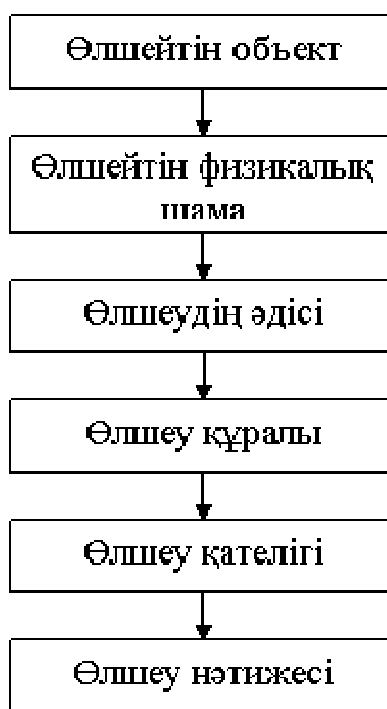 Өлшейтін объект
Өлшейтін физикалық
шама
Өлшеудің әдісі
Өлшеу құралы
Өлшеу қателігі
Өлшеу нәтижесі